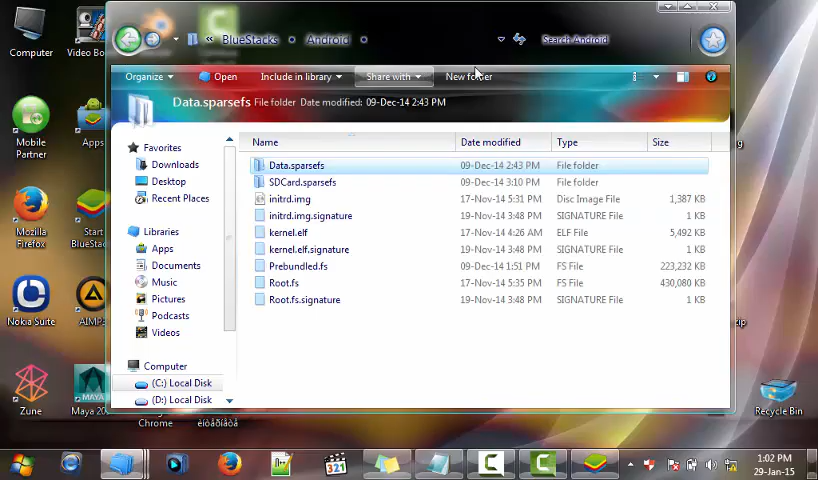 Computer
Video Bo
« BlueStacks
Android
Search Android
Organize
Open
Include in library
Share with
New folder
Data.sparsefs File folder Date modified: 09-Dec-14 2:43 PM
Name Date modified Type Size
Data.sparsefs 09-Dec-14 2:43 PM File folder
SDCard.sparsefs 09-Dec-14 3:10 PM File folder
initrd.img 17-Nov-14 5:31 PM Disc Image File 1,387 KB
initrd.img.signature 19-Nov-14 3:48 PM SIGNATURE File 1 KB
kernel.elf 17-Nov-14 4:26 AM ELF File 5,492 KB
kernel.elf.signature 19-Nov-14 3:48 PM SIGNATURE File 1 KB
Prebundled.fs 09-Dec-14 1:51 PM FS File 223,232 KB
Root.fs 17-Nov-14 5:35 PM FS File 430,080 KB
Root.fs.signature 19-Nov-14 3:48 PM SIGNATURE File 1 KB
Favorites
Downloads
Desktop
Recent Places
Libraries
Apps
Documents
Music
Pictures
Podcasts
Videos
Computer
(C:) Local Disk
(D:) Local Disk
Mobile
Partner
Apps
Mozilla
Firefox
Start
BlueStack
Nokia Suite
AIMP3
Zune
Maya 20
Chrome
zip
Recycle Bin
321
1:02 PM
29-Jan-15